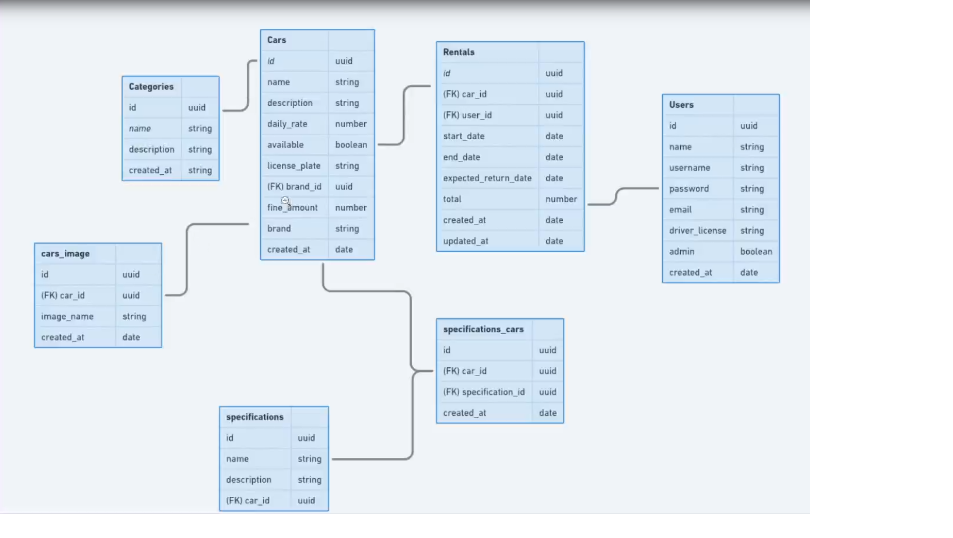 Cars
id uuid
name string
description string
daily_rate number
available boolean
license_plate string
(FK) brand_id uuid
fine_amount number
brand string
created_at date
Rentals
id uuid
(FK) car_id uuid
(FK) user_id uuid
start_date date
end_date date
expected_return_date date
total number
created_at date
updated_at date
Categories
id uuid
name string
description string
created_at string
Users
id uuid
name string
username string
password string
email string
driver_license string
admin boolean
created_at date
cars_image
id uuid
(FK) car_id uuid
image_name string
created_at date
specifications_cars
id uuid
(FK) car_id uuid
(FK) specification_id uuid
created_at date
specifications
id uuid
name string
description string
(FK) car_id uuid